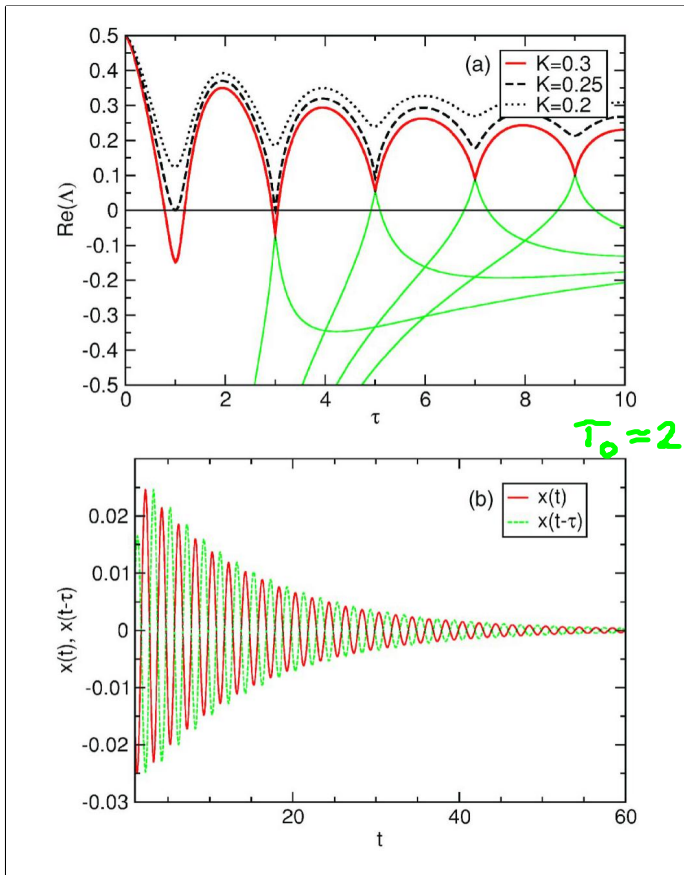 (a)
K=0.3
K=0.25
K=0.2
Re(Λ)
0.5
0.4
0.3
0.2
0.1
0
-0.1
-0.2
-0.3
-0.4
-0.5
0 2 4 6 8 10
τ
T₀ ≈ 2
(b)
x(t)
x(t-τ)
x(t), x(t-τ)
0.02
0.01
0
-0.01
-0.02
-0.03
20 40 60
t